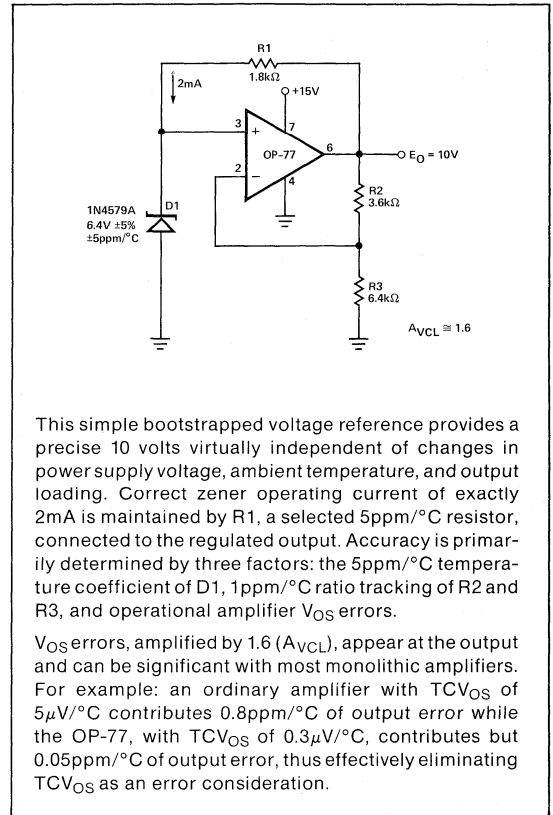 R1
1.8kΩ
2mA
+15V
3
+
7
OP-77
6
E_O = 10V
2
−
4
R2
3.6kΩ
1N4579A
D1
6.4V ±5%
±5ppm/°C
R3
6.4kΩ
A_VCL ≅ 1.6
This simple bootstrapped voltage reference provides a
precise 10 volts virtually independent of changes in
power supply voltage, ambient temperature, and output
loading. Correct zener operating current of exactly
2mA is maintained by R1, a selected 5ppm/°C resistor,
connected to the regulated output. Accuracy is primar-
ily determined by three factors: the 5ppm/°C tempera-
ture coefficient of D1, 1ppm/°C ratio tracking of R2 and
R3, and operational amplifier V_OS errors.
V_OS errors, amplified by 1.6 (A_VCL), appear at the output
and can be significant with most monolithic amplifiers.
For example: an ordinary amplifier with TCV_OS of
5μV/°C contributes 0.8ppm/°C of output error while
the OP-77, with TCV_OS of 0.3μV/°C, contributes but
0.05ppm/°C of output error, thus effectively eliminating
TCV_OS as an error consideration.